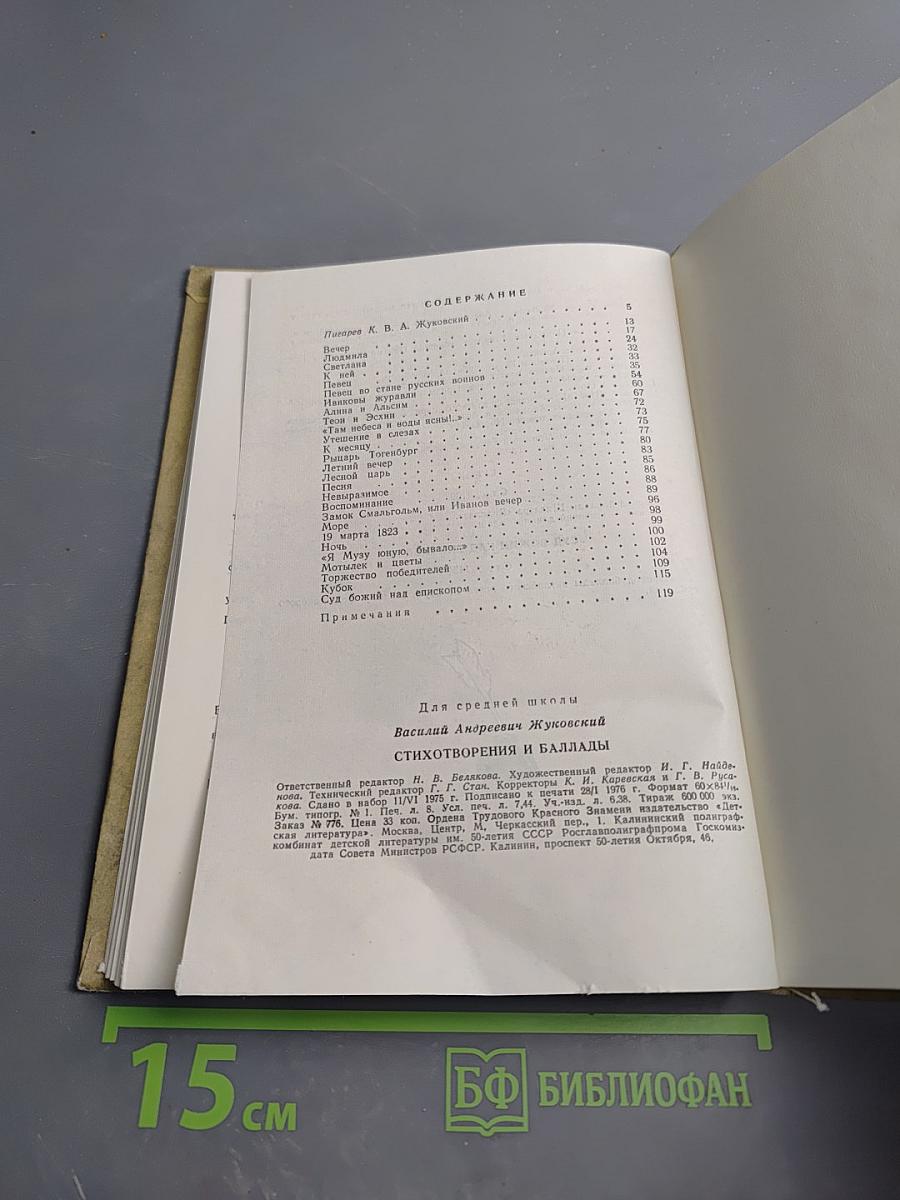 СОДЕРЖАНИЕ
Пигарев К. В. А. Жуковский . . . . . . . . . . 5
Вечер . . . . . . . . . . 13
Людмила . . . . . . . . . . 17
Светлана . . . . . . . . . . 24
К ней . . . . . . . . . . 32
Певец . . . . . . . . . . 33
Певец во стане русских воинов . . . . . . . . . . 35
Ивиковы журавли . . . . . . . . . . 54
Алина и Альсим . . . . . . . . . . 60
Теон и Эсхин . . . . . . . . . . 67
«Там небеса и воды ясны!..» . . . . . . . . . . 72
Утешение в слезах . . . . . . . . . . 73
К месяцу . . . . . . . . . . 75
Рыцарь Тогенбург . . . . . . . . . . 77
Летний вечер . . . . . . . . . . 80
Лесной царь . . . . . . . . . . 83
Песня . . . . . . . . . . 85
Невыразимое . . . . . . . . . . 86
Воспоминание . . . . . . . . . . 88
Замок Смальгольм, или Иванов вечер . . . . . . . . . . 89
Море . . . . . . . . . . 96
19 марта 1823 . . . . . . . . . . 98
Ночь . . . . . . . . . . 99
«Я Музу юную, бывало...» . . . . . . . . . . 100
Мотылек и цветы . . . . . . . . . . 102
Торжество победителей . . . . . . . . . . 104
Кубок . . . . . . . . . . 109
Суд божий над епископом . . . . . . . . . . 115
Примечания . . . . . . . . . . 119
Для средней школы
Василий Андреевич Жуковский
СТИХОТВОРЕНИЯ И БАЛЛАДЫ
Ответственный редактор Н. В. Белякова. Художественный редактор И. Г. Найде-
нова. Технический редактор Г. Г. Стан. Корректоры К. И. Каревская и Г. В. Руса-
кова. Сдано в набор 11/VI 1975 г. Подписано к печати 28/I 1976 г. Формат 60×84¹/₃₂.
Бум. типогр. № 1. Печ. л. 8. Усл. печ. л. 7,44. Уч.-изд. л. 6,38. Тираж 600 000 экз.
Заказ № 776. Цена 33 коп. Ордена Трудового Красного Знамени издательство «Дет-
ская литература». Москва, Центр, М. Черкасский пер., 1. Калининский полиграф-
комбинат детской литературы им. 50-летия СССР Росглавполиграфпрома Госкомиз-
дата Совета Министров РСФСР. Калинин, проспект 50-летия Октября, 46.
15 см
БФ БИБЛИОФАН